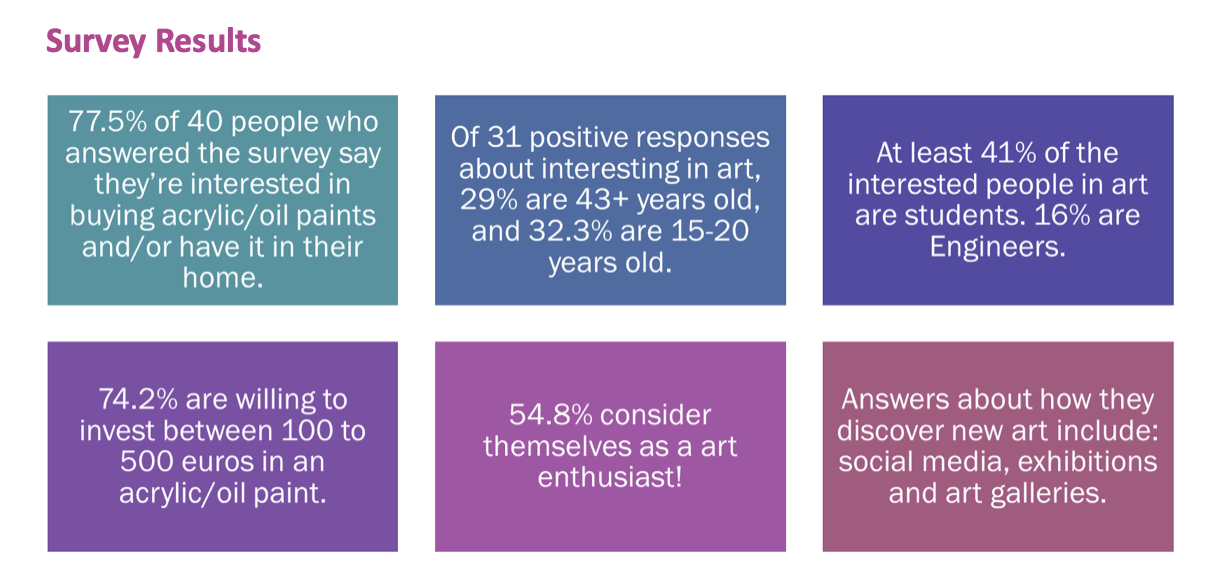 Survey Results
77.5% of 40 people who
answered the survey say
they’re interested in
buying acrylic/oil paints
and/or have it in their
home.
Of 31 positive responses
about interesting in art,
29% are 43+ years old,
and 32.3% are 15-20
years old.
At least 41% of the
interested people in art
are students. 16% are
Engineers.
74.2% are willing to
invest between 100 to
500 euros in an
acrylic/oil paint.
54.8% consider
themselves as a art
enthusiast!
Answers about how they
discover new art include:
social media, exhibitions
and art galleries.